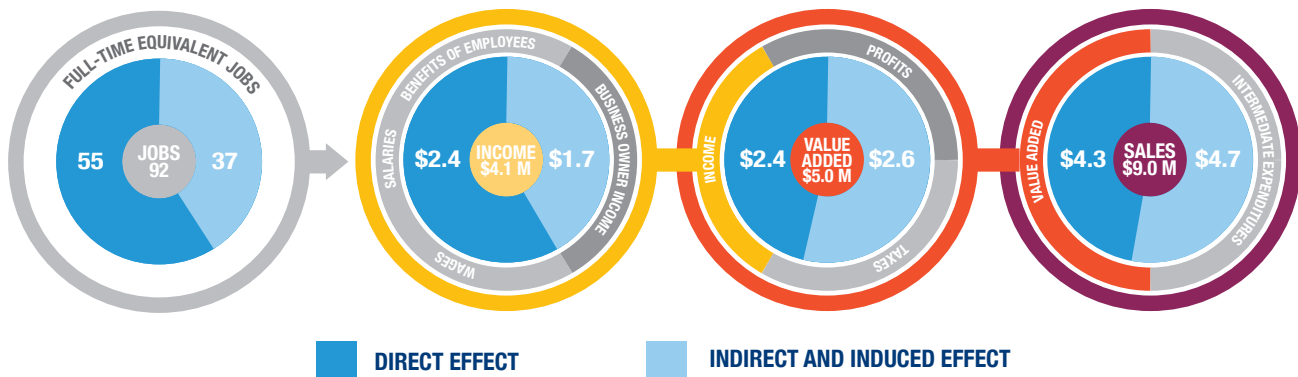 FULL-TIME EQUIVALENT JOBS
55
JOBS
92
37
SALARIES
BENEFITS OF EMPLOYEES
BUSINESS OWNER INCOME
WAGES
$2.4
INCOME
$4.1 M
$1.7
INCOME
PROFITS
TAXES
$2.4
VALUE
ADDED
$5.0 M
$2.6
VALUE ADDED
INTERMEDIATE EXPENDITURES
$4.3
SALES
$9.0 M
$4.7
DIRECT EFFECT
INDIRECT AND INDUCED EFFECT